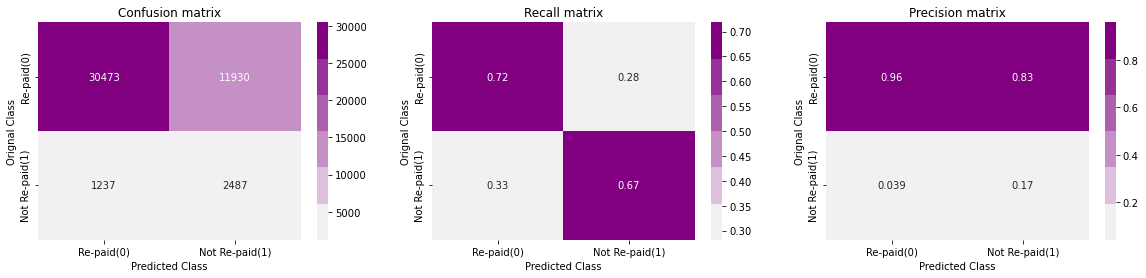 Confusion matrix
Orignal Class
Re-paid(0)
Not Re-paid(1)
30473
11930
1237
2487
Re-paid(0)
Not Re-paid(1)
Predicted Class
30000
25000
20000
15000
10000
5000
Recall matrix
Orignal Class
Re-paid(0)
Not Re-paid(1)
0.72
0.28
0.33
0.67
Re-paid(0)
Not Re-paid(1)
Predicted Class
0.70
0.65
0.60
0.55
0.50
0.45
0.40
0.35
0.30
Precision matrix
Orignal Class
Re-paid(0)
Not Re-paid(1)
0.96
0.83
0.039
0.17
Re-paid(0)
Not Re-paid(1)
Predicted Class
0.8
0.6
0.4
0.2